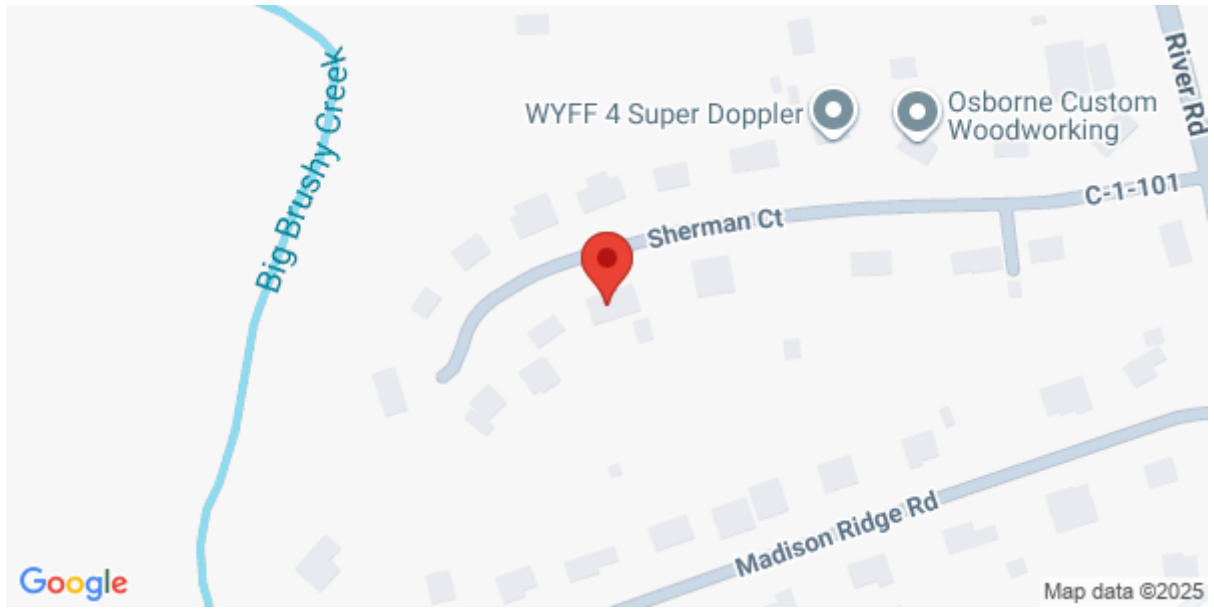 Big Brushy Creek
WYFF 4 Super Doppler
Osborne Custom
Woodworking
River Rd
C-1-101
Sherman Ct
Madison Ridge Rd
Google
Map data ©2025